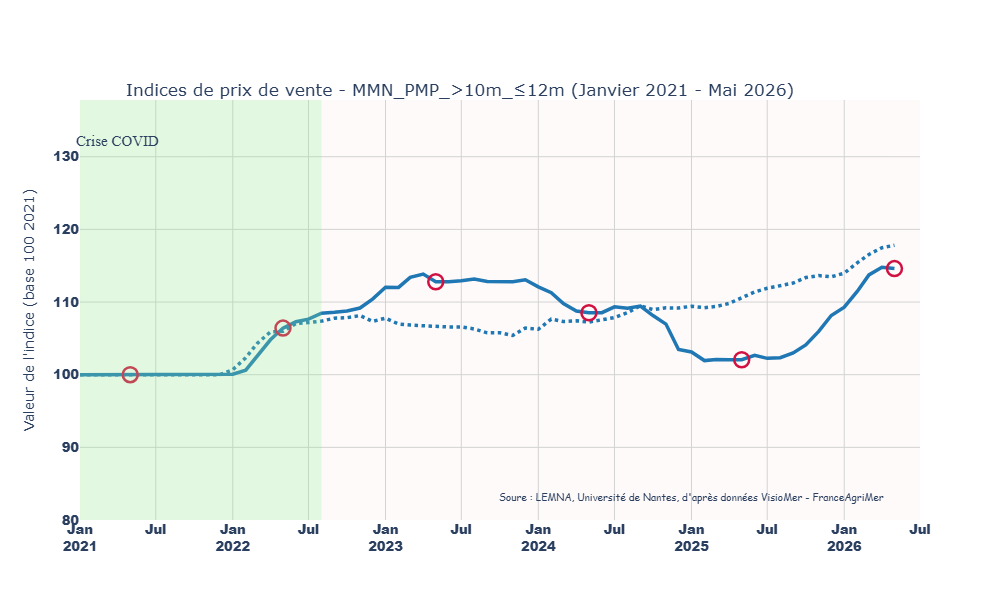 Indices de prix de vente - MMN_PMP_>10m_≤12m (Janvier 2021 - Mai 2026)
Crise COVID
Valeur de l'indice (base 100 2021)
130
120
110
100
90
80
Soure : LEMNA, Université de Nantes, d'après données VisioMer - FranceAgriMer
Jan Jul Jan Jul Jan Jul Jan Jul Jan Jul Jan Jul
2021 2022 2023 2024 2025 2026